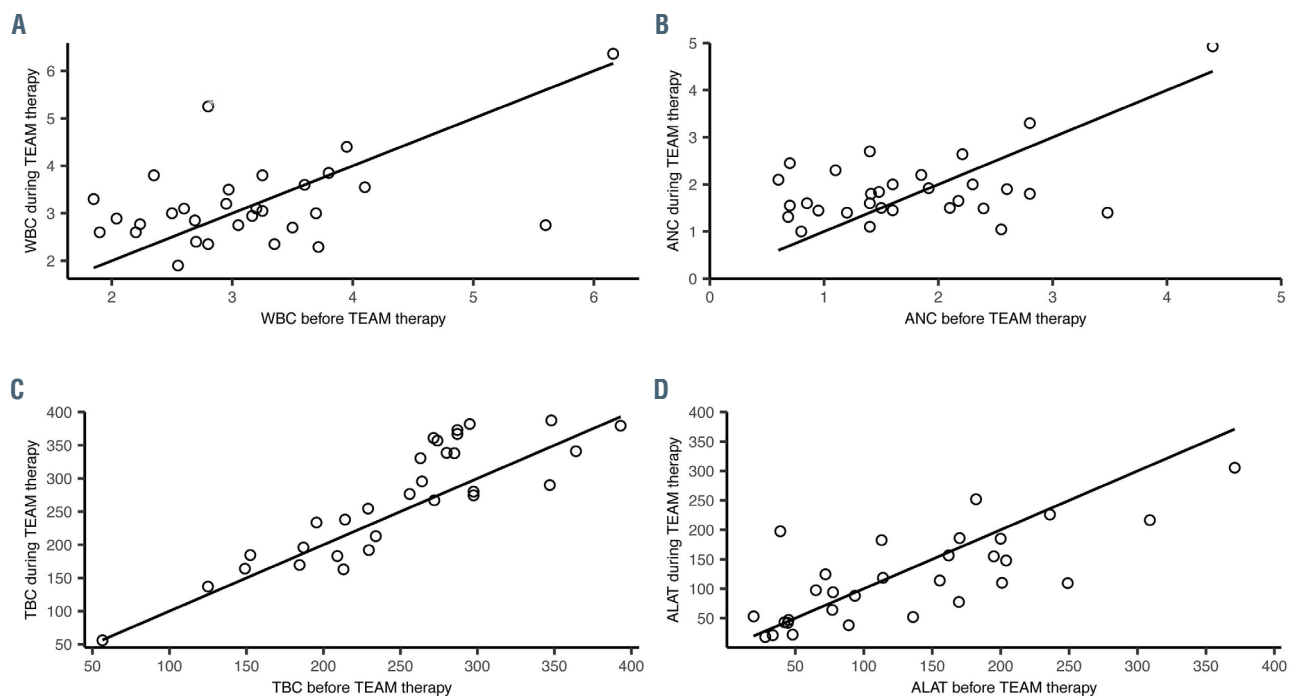 A
WBC during TEAM therapy
6
5
4
3
2
2 3 4 5 6
WBC before TEAM therapy
B
ANC during TEAM therapy
5
4
3
2
1
0
0 1 2 3 4 5
ANC before TEAM therapy
C
TBC during TEAM therapy
400
350
300
250
200
150
100
50
50 100 150 200 250 300 350 400
TBC before TEAM therapy
D
ALAT during TEAM therapy
400
350
300
250
200
150
100
50
50 100 150 200 250 300 350 400
ALAT before TEAM therapy